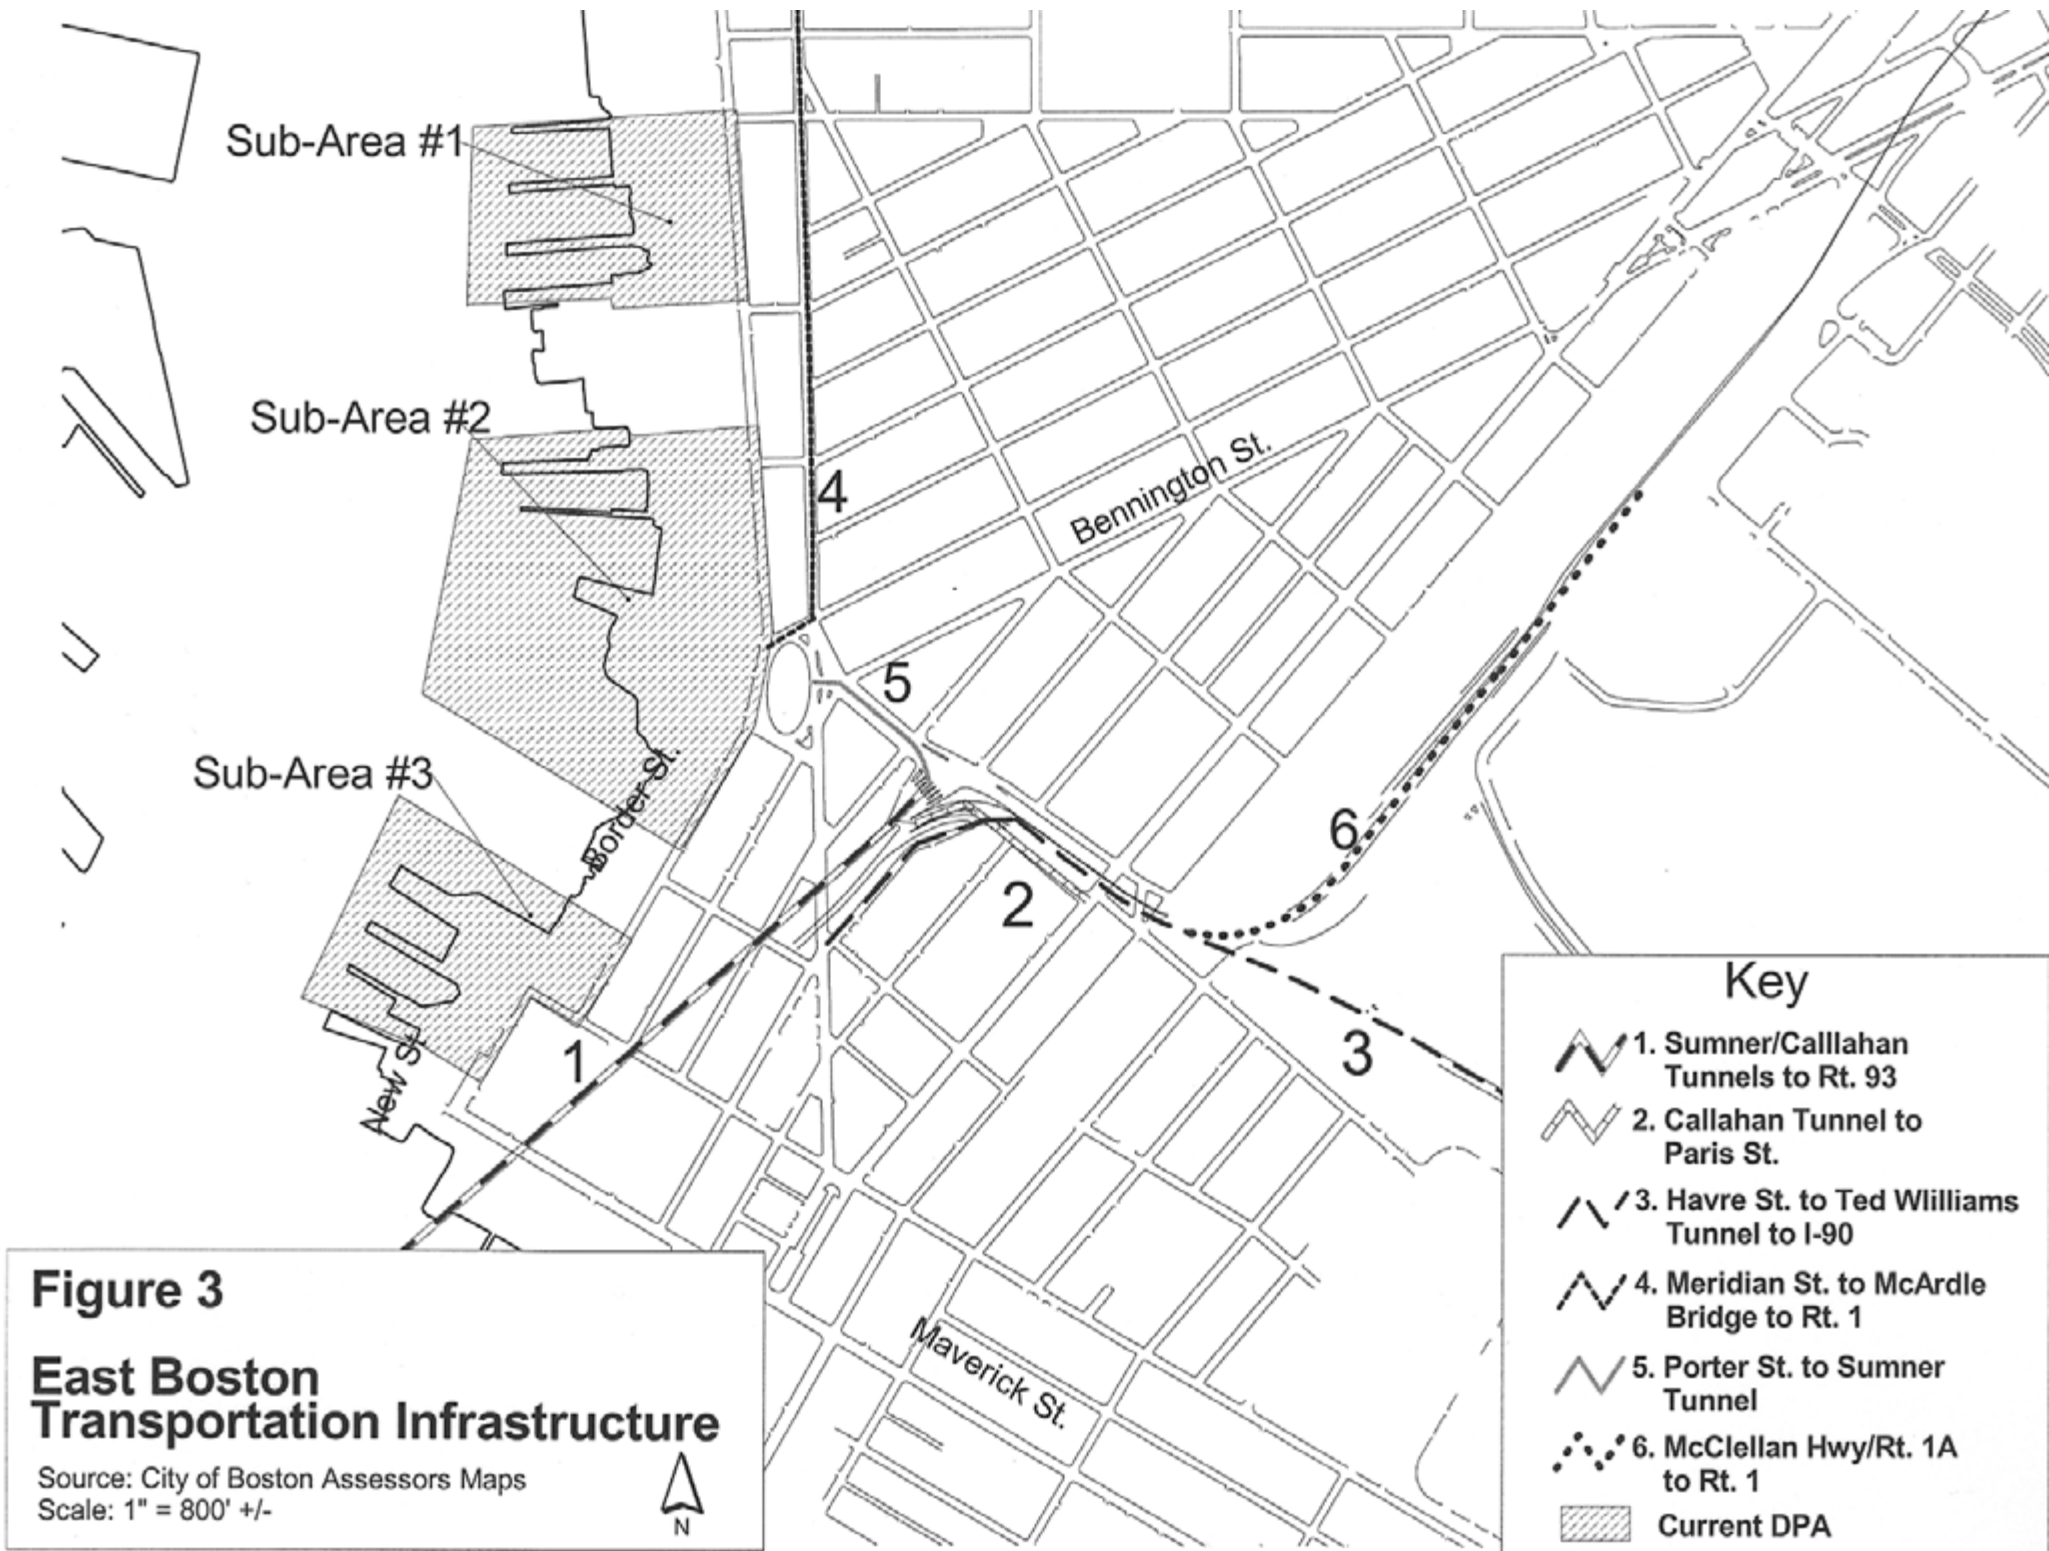 Sub-Area #1
Sub-Area #2
4
Bennington St.
5
Sub-Area #3
Border St.
6
2
1
3
New St.
Maverick St.
Key
1. Sumner/Calllahan
Tunnels to Rt. 93
2. Callahan Tunnel to
Paris St.
3. Havre St. to Ted Wlilliams
Tunnel to I-90
4. Meridian St. to McArdle
Bridge to Rt. 1
5. Porter St. to Sumner
Tunnel
6. McClellan Hwy/Rt. 1A
to Rt. 1
Current DPA
Figure 3
East Boston
Transportation Infrastructure
Source: City of Boston Assessors Maps
Scale: 1" = 800' +/-
N